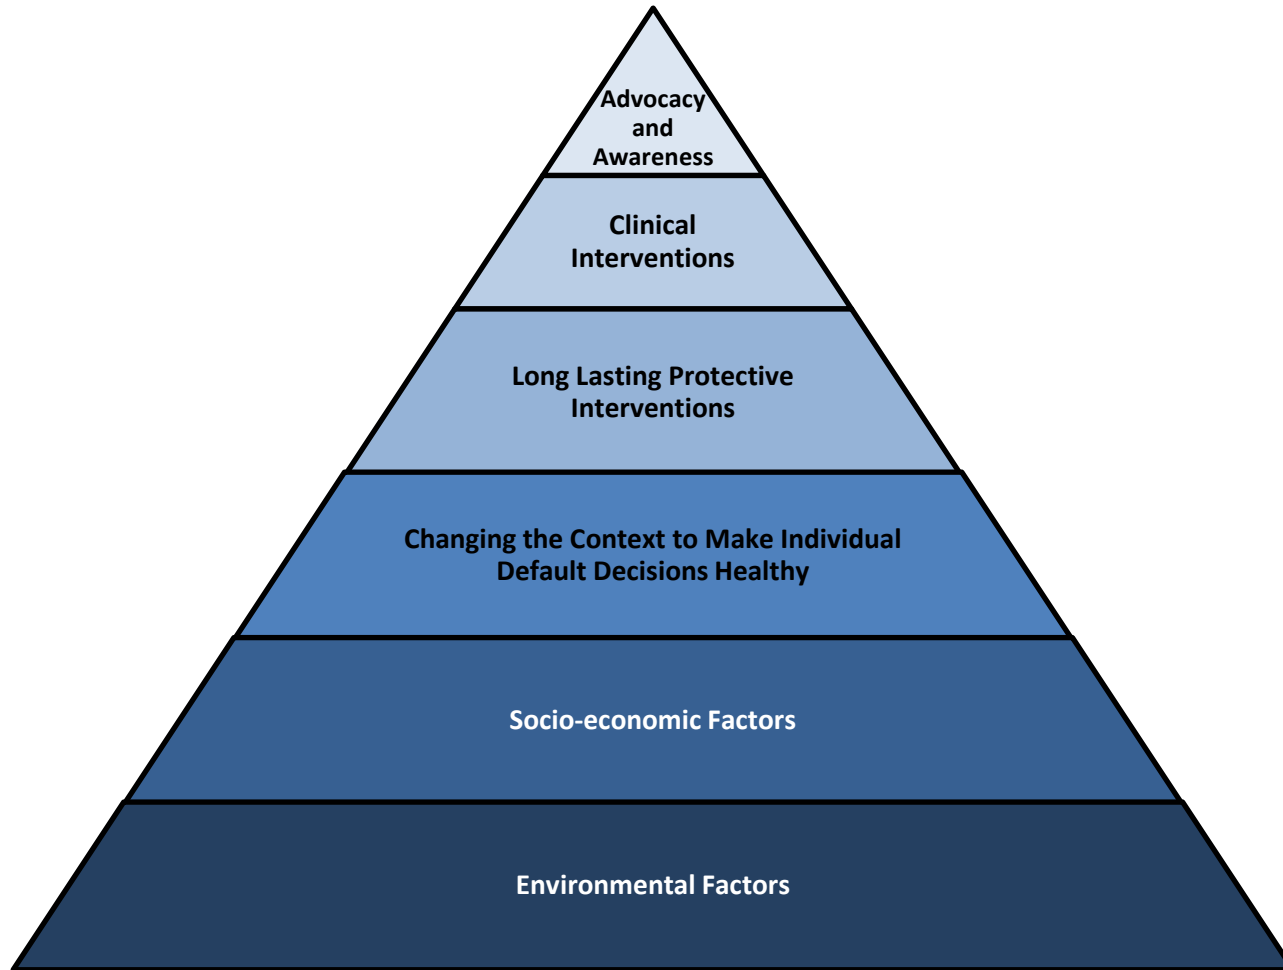 Advocacy
and
Awareness
Clinical
Interventions
Long Lasting Protective
Interventions
Changing the Context to Make Individual
Default Decisions Healthy
Socio-economic Factors
Environmental Factors